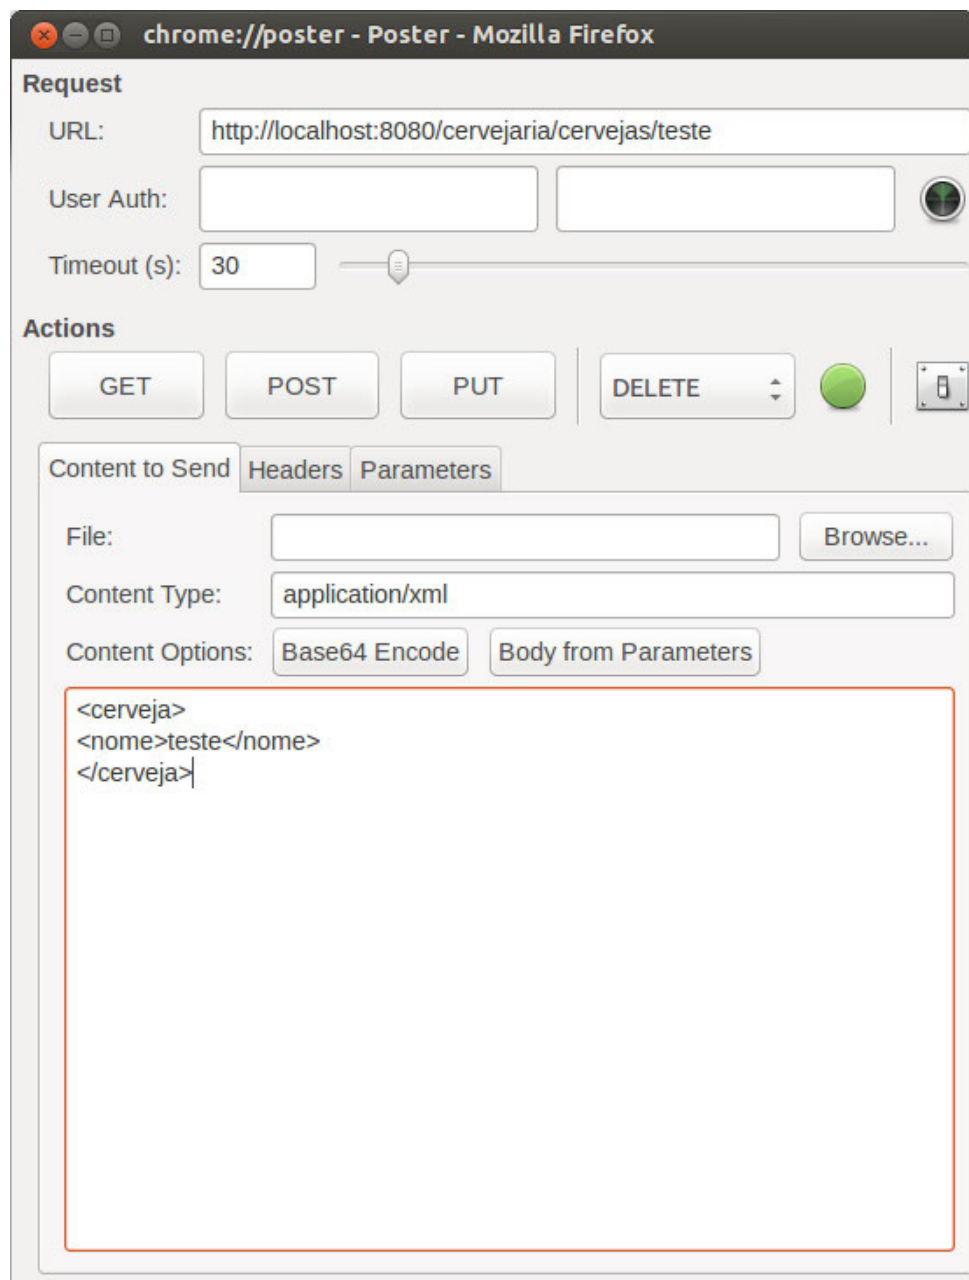 chrome://poster - Poster - Mozilla Firefox
Request
URL: http://localhost:8080/cervejaria/cervejas/teste
User Auth:
Timeout (s): 30
Actions
GET POST PUT DELETE
Content to Send Headers Parameters
File: Browse...
Content Type: application/xml
Content Options: Base64 Encode Body from Parameters
<cerveja>
<nome>teste</nome>
</cerveja>